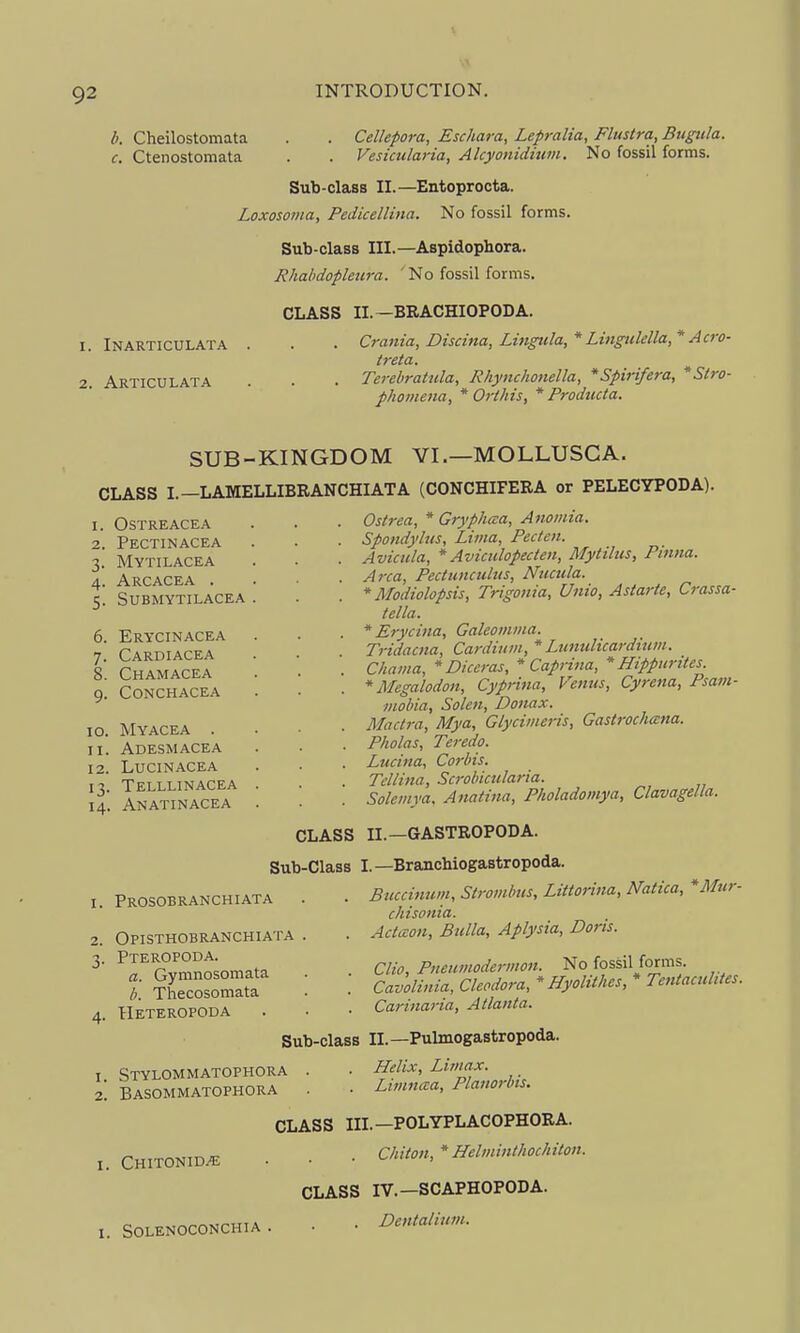 92 INTRODUCTION.
b. Cheilostomata . . Cellepora, Eschara, Lepralia, Flustra, Bugula.
c. Ctenostomata . . Vesicularia, Alcyonidium. No fossil forms.
Sub-class II.—Entoprocta.
Loxosoma, Pedicellina. No fossil forms.
Sub-class III.—Aspidophora.
Rhabdopleura. No fossil forms.
CLASS II.—BRACHIOPODA.
1. INARTICULATA . . . Crania, Discina, Lingula, * Lingulella, * Acro-
treta.
2. ARTICULATA . . . Terebratula, Rhynchonella, *Spirifera, *Stro-
phomena, * Orthis, * Producta.
SUB-KINGDOM VI.—MOLLUSCA.
CLASS I.—LAMELLIBRANCHIATA (CONCHIFERA or PELECYPODA).
1. OSTREACEA . . . Ostrea, * Gryphæa, Anomia.
2. PECTINACEA . . . Spondylus, Lima, Pecten.
3. MYTILACEA . . . Avicula, * Aviculopecten, Mytilus, Pinna.
4. ARCACEA . . . . Arca, Pectunculus, Nucula.
5. SUBMYTILACEA . . . * Modiolopsis, Trigonia, Unio, Astarte, Crassa-
tella.
6. ERYCINACEA . . . * Erycina, Galeomma.
7. CARDIACEA . . . Tridacna, Cardium, * Lunulicardium.
8. CHAMACEA . . . Chama, * Diceras, * Caprina, * Hippurites.
9. CONCHACEA . . . * Megalodon, Cyprina, Venus, Cyrena, Psam-
mobia, Solen, Donax.
10. MYACEA . . . . Mactra, Mya, Glycimeris, Gastrochæna.
11. ADESMACEA . . . Pholas, Teredo.
12. LUCINACEA . . . Lucina, Corbis.
13. TELLLINACEA . . . Tellina, Scrobicularia.
14. ANATINACEA . . . Solemya, Anatina, Pholadomya, Clavagella.
CLASS II.—GASTROPODA.
Sub-Class I.—Branchiogastropoda.
1. PROSOBRANCHIATA . . Buccinum, Strombus, Littorina, Natica, *Mur-
chisonia.
2. OPISTHOBRANCHIATA . . Actæon, Bulla, Aplysia, Doris.
3. PTEROPODA.
a. Gymnosomata . . Clio, Pneumodermon. No fossil forms.
b. Thecosomata . . Cavolinia, Cleodora, * Hyolithes, * Tentaculites.
4. HETEROPODA . . . Carinaria, Atlanta.
Sub-class II.—Pulmogastropoda.
1. STYLOMMATOPHORA . . Helix, Limax.
2. BASOMMATOPHORA . . Limnæa, Planorbis.
CLASS III.—POLYPLACOPHORA.
1. CHITONIDÆ . . . Chiton, * Helminthochiton.
CLASS IV.—SCAPHOPODA.
1. SOLENOCONCHIA . . . Dentalium.